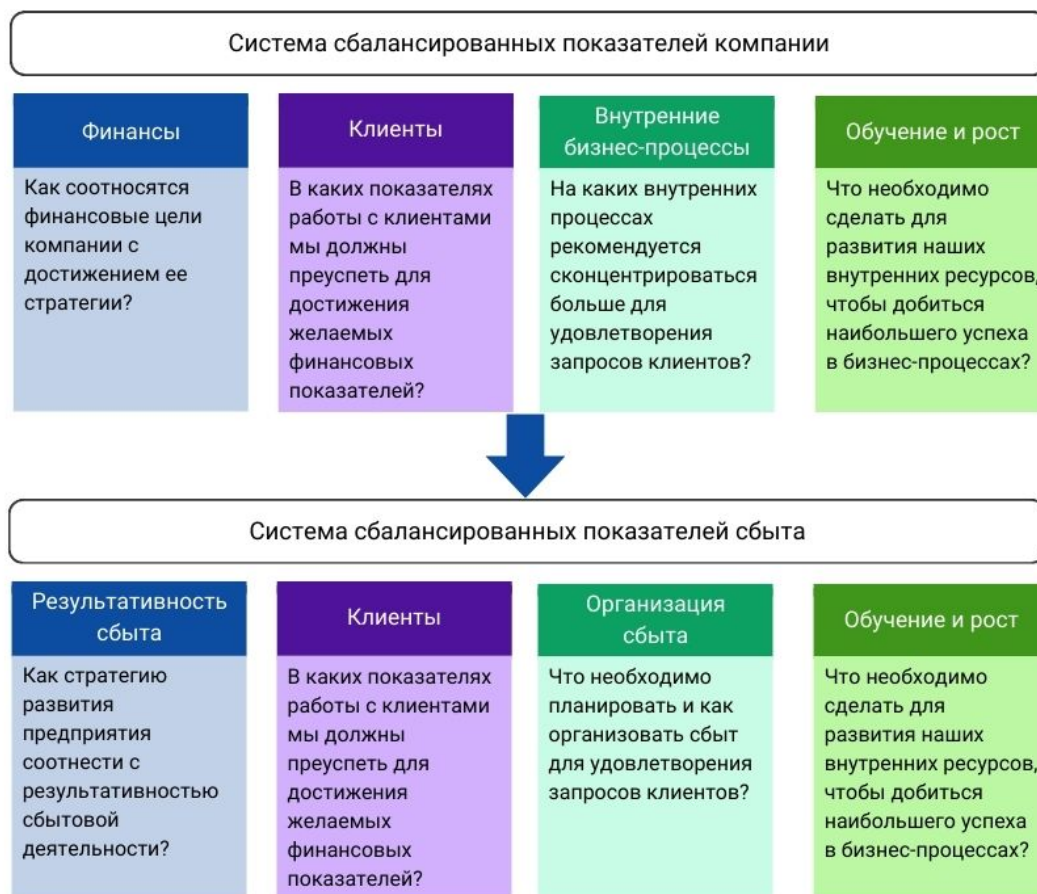 Система сбалансированных показателей компании
Финансы
Как соотносятся
финансовые цели
компании с
достижением ее
стратегии?
Клиенты
В каких показателях
работы с клиентами
мы должны
преуспеть для
достижения
желаемых
финансовых
показателей?
Внутренние
бизнес-процессы
На каких внутренних
процессах
рекомендуется
сконцентрироваться
больше для
удовлетворения
запросов клиентов?
Обучение и рост
Что необходимо
сделать для
развития наших
внутренних ресурсов,
чтобы добиться
наибольшего успеха
в бизнес-процессах?
Система сбалансированных показателей сбыта
Результативность
сбыта
Как стратегию
развития
предприятия
соотнести с
результативностью
сбытовой
деятельности?
Клиенты
В каких показателях
работы с клиентами
мы должны
преуспеть для
достижения
желаемых
финансовых
показателей?
Организация
сбыта
Что необходимо
планировать и как
организовать сбыт
для удовлетворения
запросов клиентов?
Обучение и рост
Что необходимо
сделать для
развития наших
внутренних ресурсов,
чтобы добиться
наибольшего успеха
в бизнес-процессах?